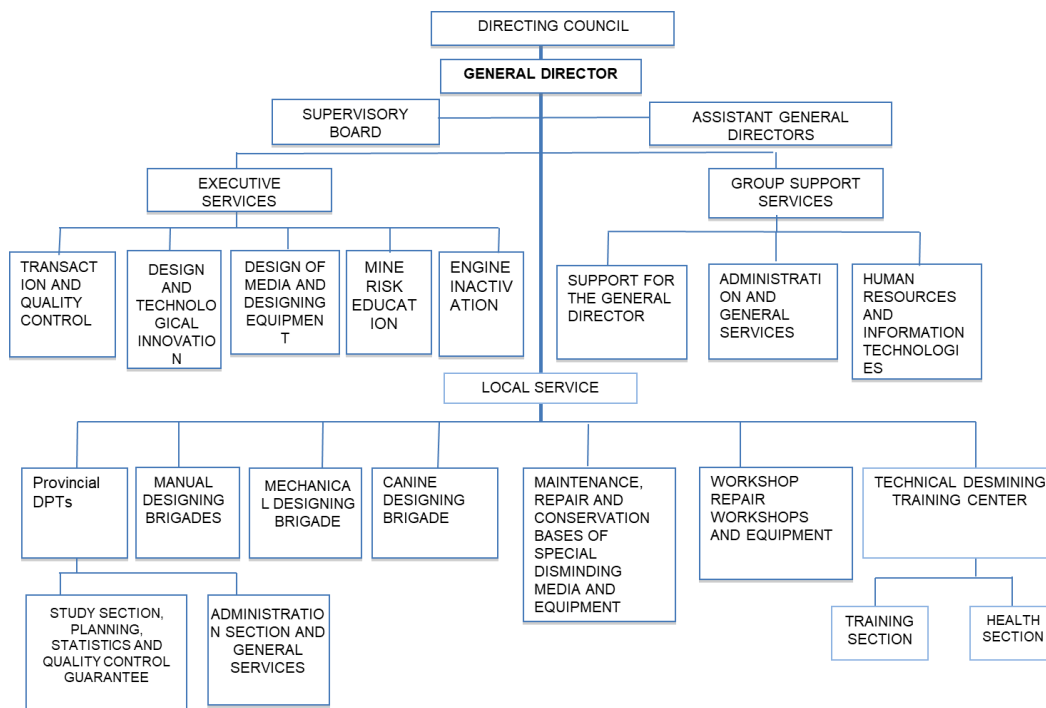 DIRECTING COUNCIL
GENERAL DIRECTOR
SUPERVISORY
BOARD
ASSISTANT GENERAL
DIRECTORS
EXECUTIVE
SERVICES
GROUP SUPPORT
SERVICES
TRANSACT
ION AND
QUALITY
CONTROL
DESIGN
AND
TECHNOL
OGICAL
INNOVATIO
N
DESIGN OF
MEDIA AND
DESIGNING
EQUIPMEN
T
MINE
RISK
EDUCAT
ION
ENGINE
INACTIV
ATION
SUPPORT FOR
THE GENERAL
DIRECTOR
ADMINISTRATI
ON AND
GENERAL
SERVICES
HUMAN
RESOURCES
AND
INFORMATION
TECHNOLOGI
ES
LOCAL SERVICE
Provincial
DPTs
MANUAL
DESIGNING
BRIGADES
MECHANICA
L DESIGNING
BRIGADE
CANINE
DESIGNING
BRIGADE
MAINTENANCE,
REPAIR AND
CONSERVATION
BASES OF
SPECIAL
DISMINDING
MEDIA AND
EQUIPMENT
WORKSHOP
REPAIR
WORKSHOPS
AND EQUIPMENT
TECHNICAL DESMINING
TRAINING CENTER
STUDY SECTION,
PLANNING,
STATISTICS AND
QUALITY CONTROL
GUARANTEE
ADMINISTRATIO
N SECTION AND
GENERAL
SERVICES
TRAINING
SECTION
HEALTH
SECTION